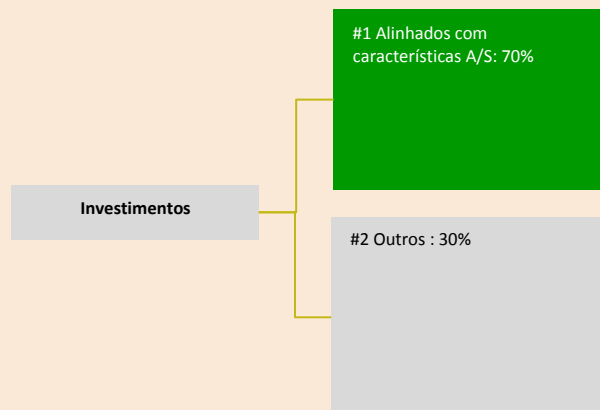 #1 Alinhados com
características A/S: 70%
Investimentos
#2 Outros : 30%